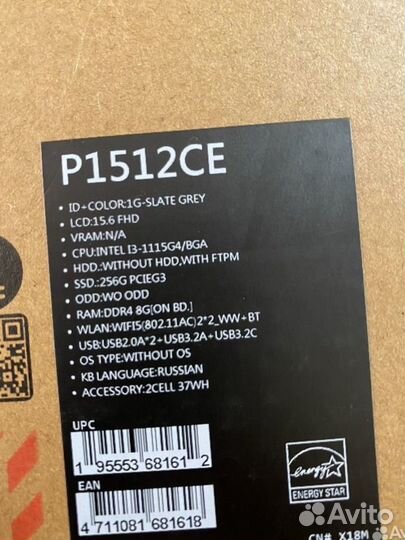 P1512CE
• ID+COLOR:1G-SLATE GREY
• LCD:15.6 FHD
• VRAM:N/A
• CPU:INTEL I3-1115G4/BGA
• HDD.:WITHOUT HDD,WITH FTPM
• SSD.:256G PCIEG3
• ODD:WO ODD
• RAM:DDR4 8G[ON BD.]
• WLAN:WIFI5(802.11AC)2*2_WW+BT
• USB:USB2.0A*2+USB3.2A+USB3.2C
• OS TYPE:WITHOUT OS
• KB LANGUAGE:RUSSIAN
• ACCESSORY:2CELL 37WH
UPC
1 95553 68161 2
EAN
4 711081 681618
energy
ENERGY STAR
CN# X18M
Avito